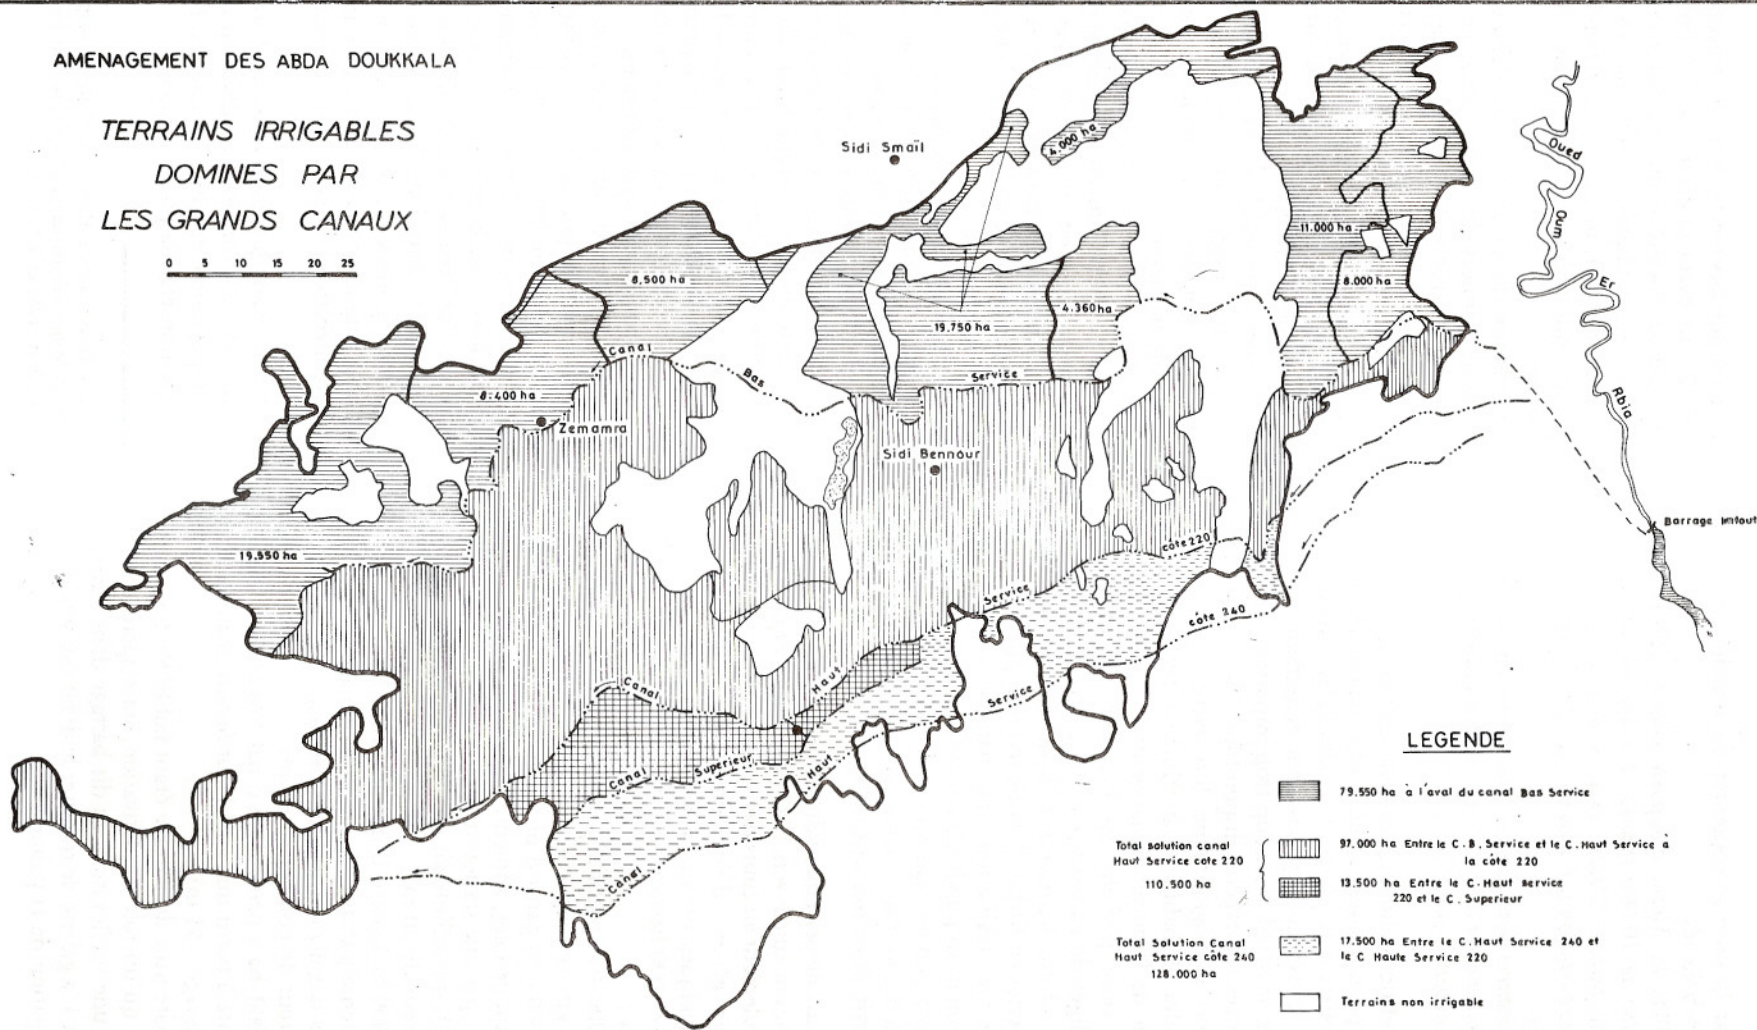 AMENAGEMENT DES ABDA DOUKKALA
TERRAINS IRRIGABLES
DOMINES PAR
LES GRANDS CANAUX
0 5 10 15 20 25
Sidi Smaïl
4.000 ha
Oued
Oum
Er
Rbia
Barrage Imfout
11.000 ha
8.000 ha
8.500 ha
19.750 ha
4.360 ha
Canal
Bas
Service
8.400 ha
Zemamra
Sidi Bennour
19.550 ha
côte 220
Service
côte 240
Haut
Canal
Service
Canal
Superieur
Haut
Canal
LEGENDE
79.550 ha à l'aval du canal Bas Service
Total solution canal
Haut Service cote 220
110.500 ha
97.000 ha Entre le C.B. Service et le C. Haut Service à
la côte 220
13.500 ha Entre le C. Haut service
220 et le C. Superieur
Total Solution Canal
Haut Service côte 240
128.000 ha
17.500 ha Entre le C. Haut Service 240 et
le C Haute Service 220
Terrains non irrigable